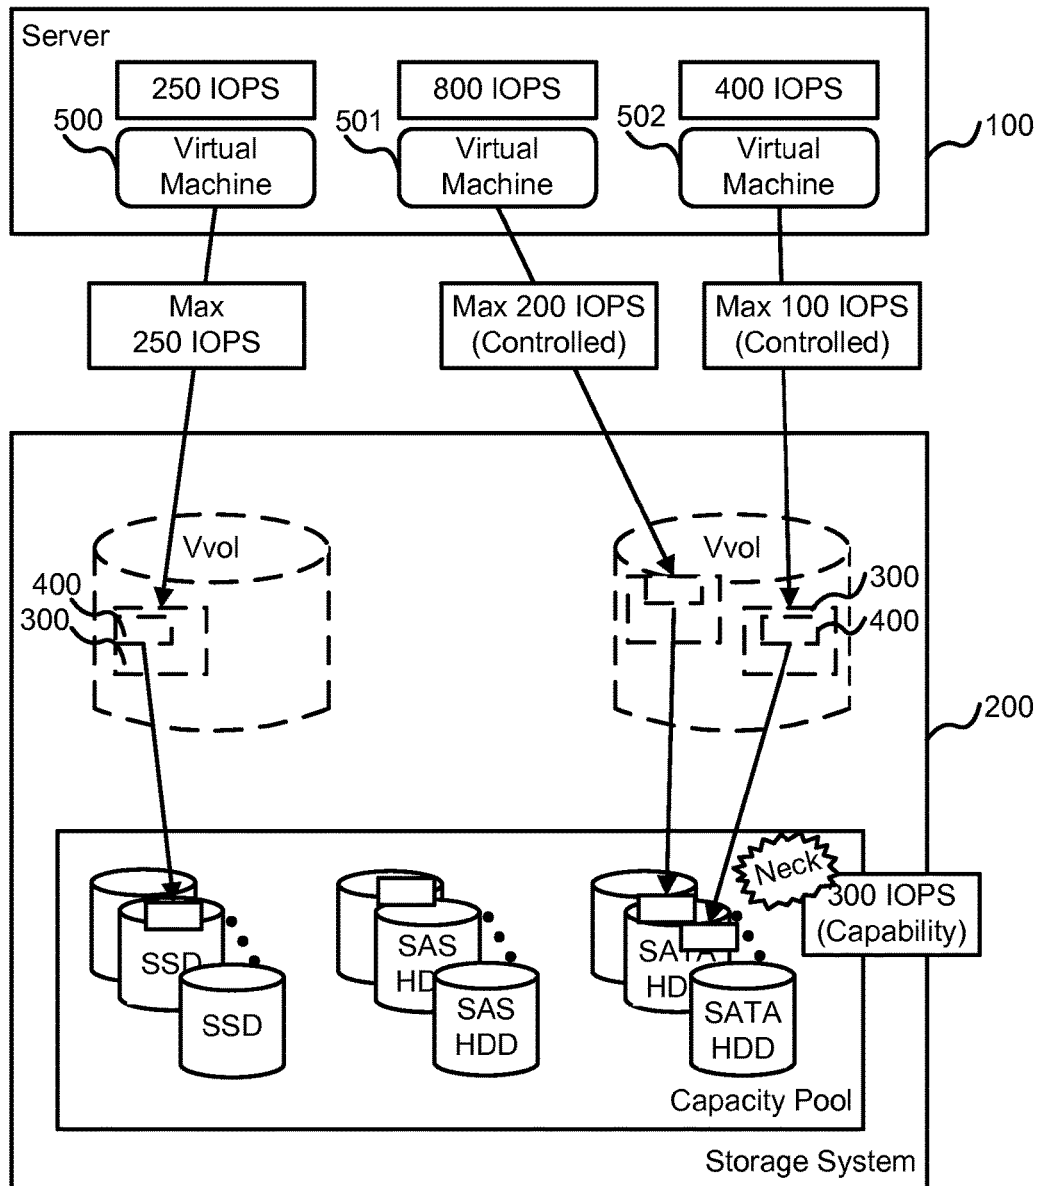 Server
250 IOPS
800 IOPS
400 IOPS
500
501
502
100
Virtual
Machine
Virtual
Machine
Virtual
Machine
Max
250 IOPS
Max 200 IOPS
(Controlled)
Max 100 IOPS
(Controlled)
Vvol
Vvol
400
300
300
400
200
Neck
300 IOPS
(Capability)
SSD
SAS
HDD
SATA
HDD
SSD
SAS
HDD
SATA
HDD
Capacity Pool
Storage System